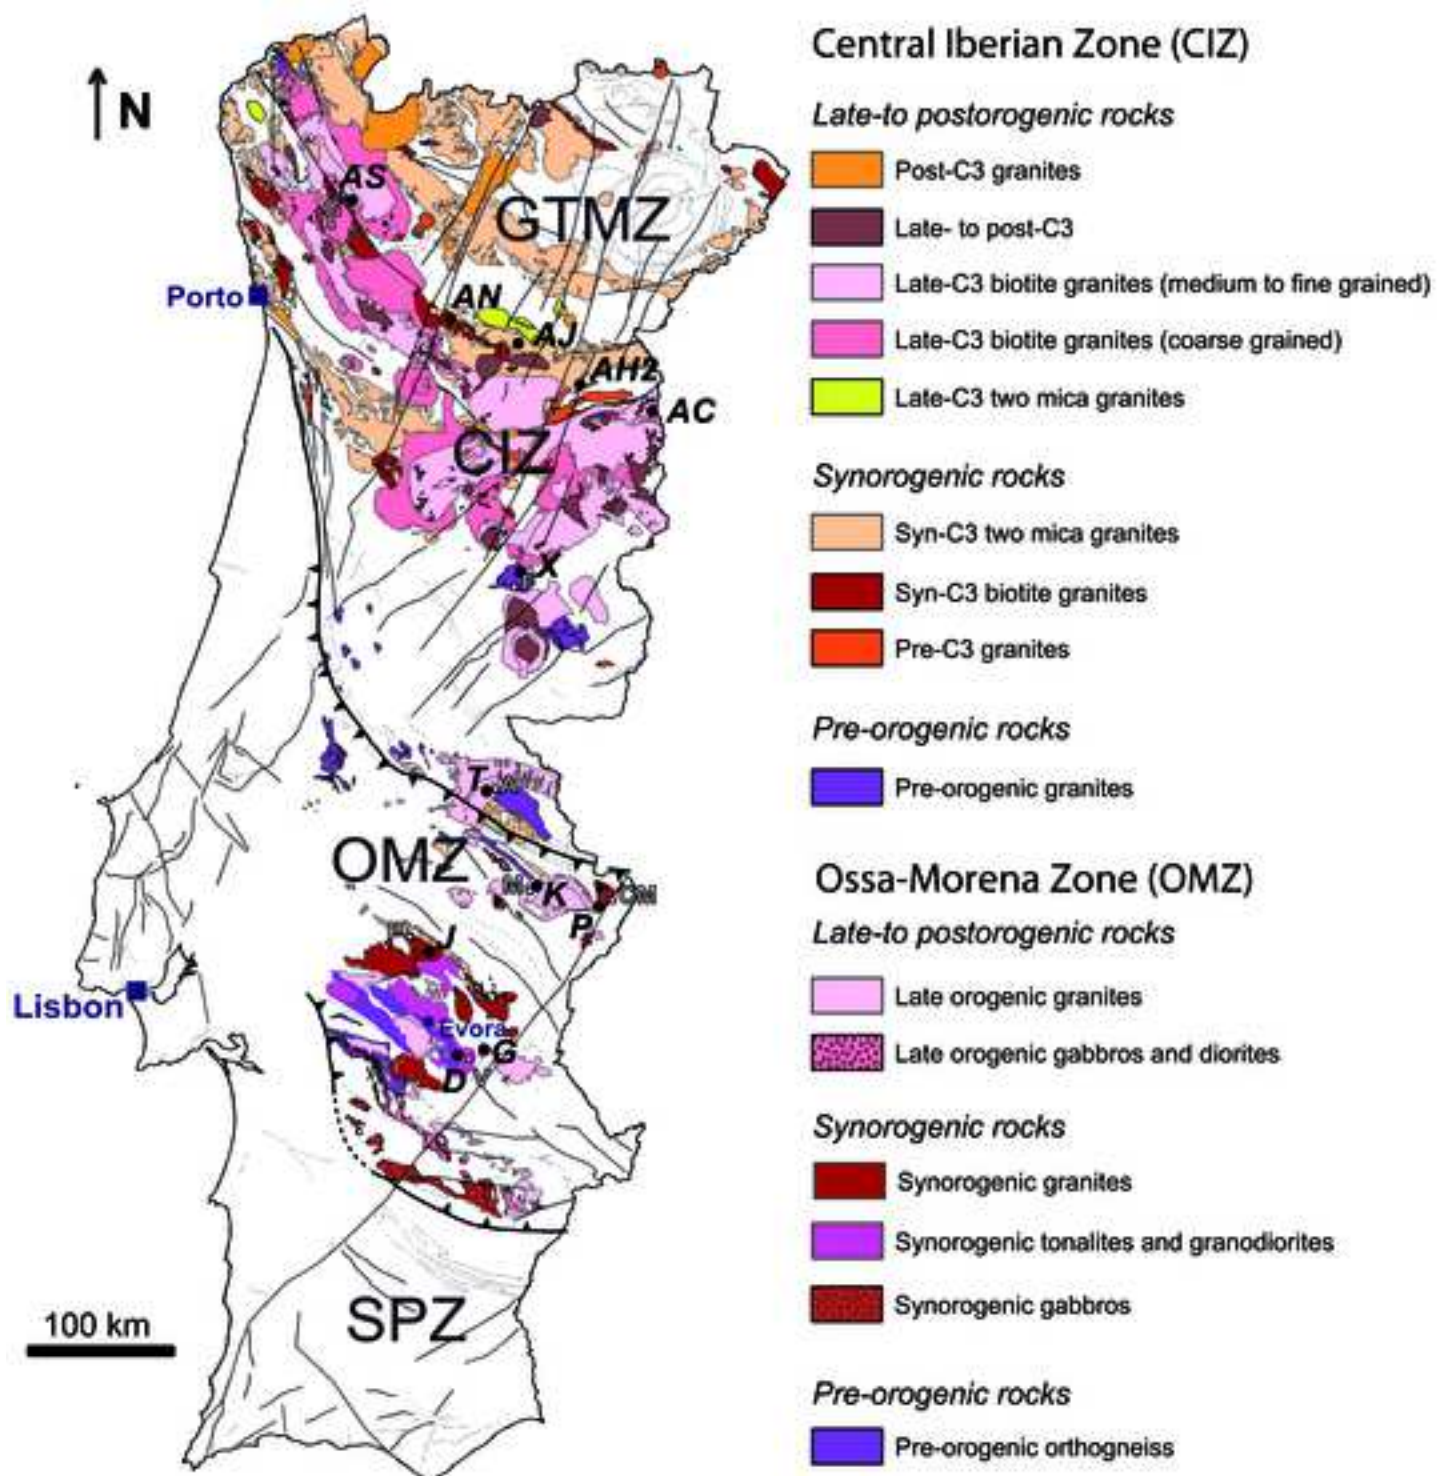 N
AS
GTMZ
Porto
AN
AJ
AH2
AC
CIZ
X
T
OMZ
K
CM
P
J
Lisbon
Evora
G
D
SPZ
100 km
Central Iberian Zone (CIZ)
Late-to postorogenic rocks
Post-C3 granites
Late- to post-C3
Late-C3 biotite granites (medium to fine grained)
Late-C3 biotite granites (coarse grained)
Late-C3 two mica granites
Synorogenic rocks
Syn-C3 two mica granites
Syn-C3 biotite granites
Pre-C3 granites
Pre-orogenic rocks
Pre-orogenic granites
Ossa-Morena Zone (OMZ)
Late-to postorogenic rocks
Late orogenic granites
Late orogenic gabbros and diorites
Synorogenic rocks
Synorogenic granites
Synorogenic tonalites and granodiorites
Synorogenic gabbros
Pre-orogenic rocks
Pre-orogenic orthogneiss